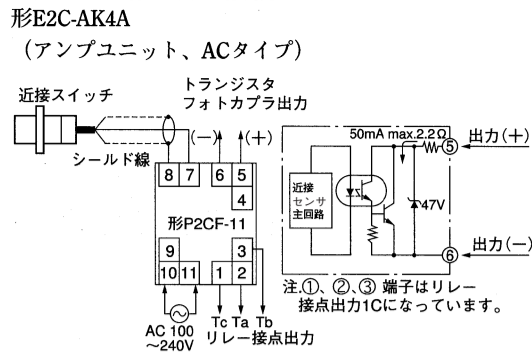 形E2C-AK4A
(アンプユニット、ACタイプ)
近接スイッチ
トランジスタ
フォトカプラ出力
シールド線
(−) (+)
8 7 6 5
4
形P2CF-11
9 3
10 11 1 2
AC 100
~240V
Tc Ta Tb
リレー接点出力
50mA max. 2.2Ω
⑤ 出力(+)
近接
センサ
主回路
47V
⑥ 出力(−)
注.①、②、③ 端子はリレー
接点出力1Cになっています。